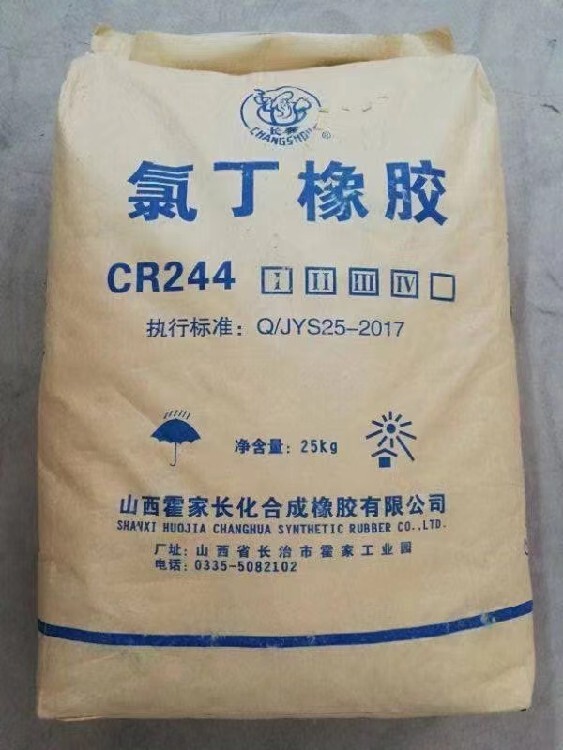 长寿
CHANGSHOU®
氯丁橡胶
CR244 I II III IV
执行标准：Q/JYS25-2017
净含量：25kg
山西霍家长化合成橡胶有限公司
SHANXI HUOJIA CHANGHUA SYNTHETIC RUBBER CO.,LTD.
厂址：山西省长治市霍家工业园
电话：0335-5082102